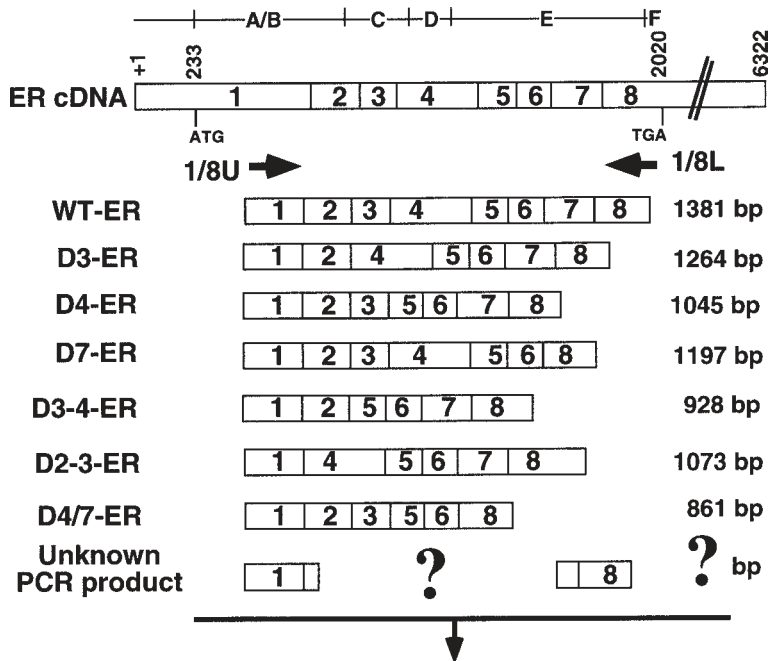 A/B C D E F
+1 233 2020 6322
ER cDNA 1 2 3 4 5 6 7 8
ATG TGA
1/8U 1/8L
WT-ER 1 2 3 4 5 6 7 8 1381 bp
D3-ER 1 2 4 5 6 7 8 1264 bp
D4-ER 1 2 3 5 6 7 8 1045 bp
D7-ER 1 2 3 4 5 6 8 1197 bp
D3-4-ER 1 2 5 6 7 8 928 bp
D2-3-ER 1 4 5 6 7 8 1073 bp
D4/7-ER 1 2 3 5 6 8 861 bp
Unknown
PCR product 1 ? 8 ? bp